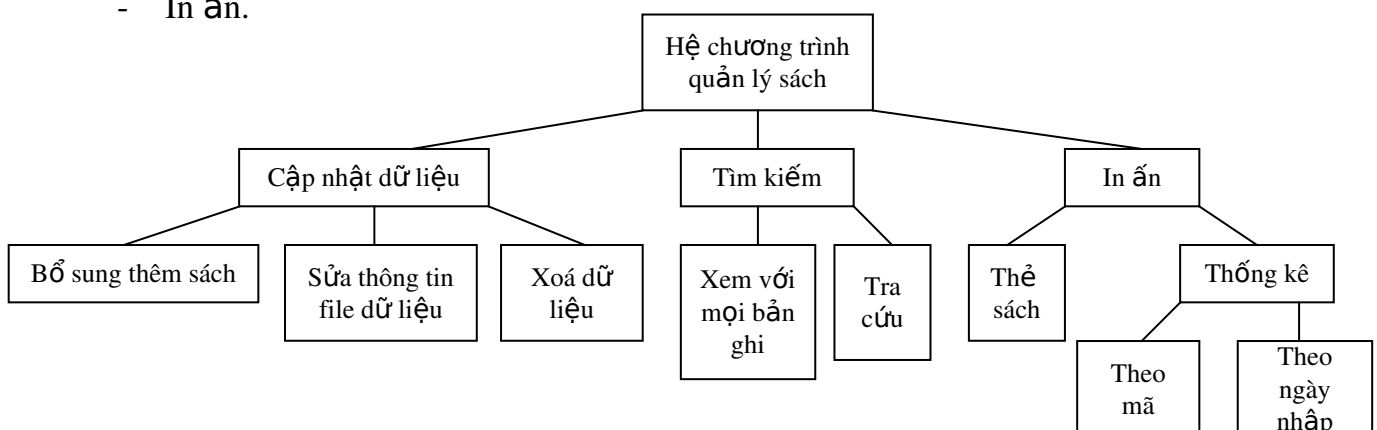 - In ấn.
Hệ chương trình
quản lý sách
Cập nhật dữ liệu
Tìm kiếm
In ấn
Bổ sung thêm sách
Sửa thông tin
file dữ liệu
Xoá dữ
liệu
Xem với
mọi bản
ghi
Tra
cứu
Thẻ
sách
Thống kê
Theo
mã
Theo
ngày
nhập